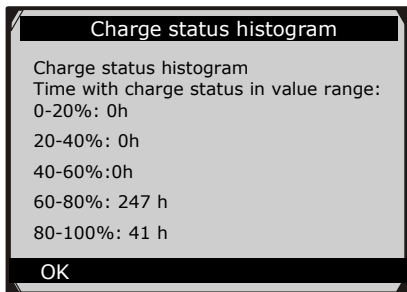 Charge status histogram
Charge status histogram
Time with charge status in value range:
0-20%: 0h
20-40%: 0h
40-60%:0h
60-80%: 247 h
80-100%: 41 h
OK